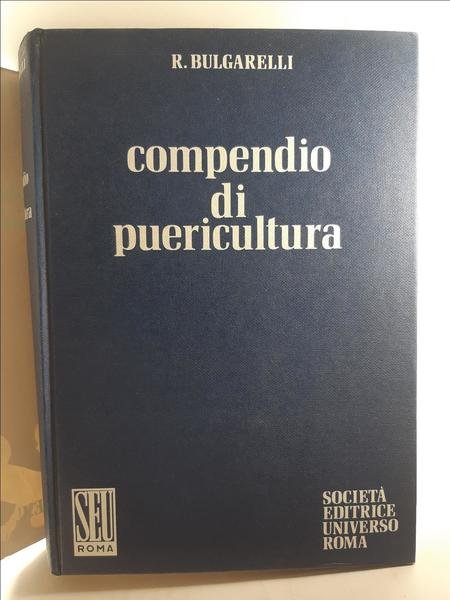 R. BULGARELLI
compendio
di
puericultura
SEU
ROMA
SOCIETÀ
EDITRICE
UNIVERSO
ROMA